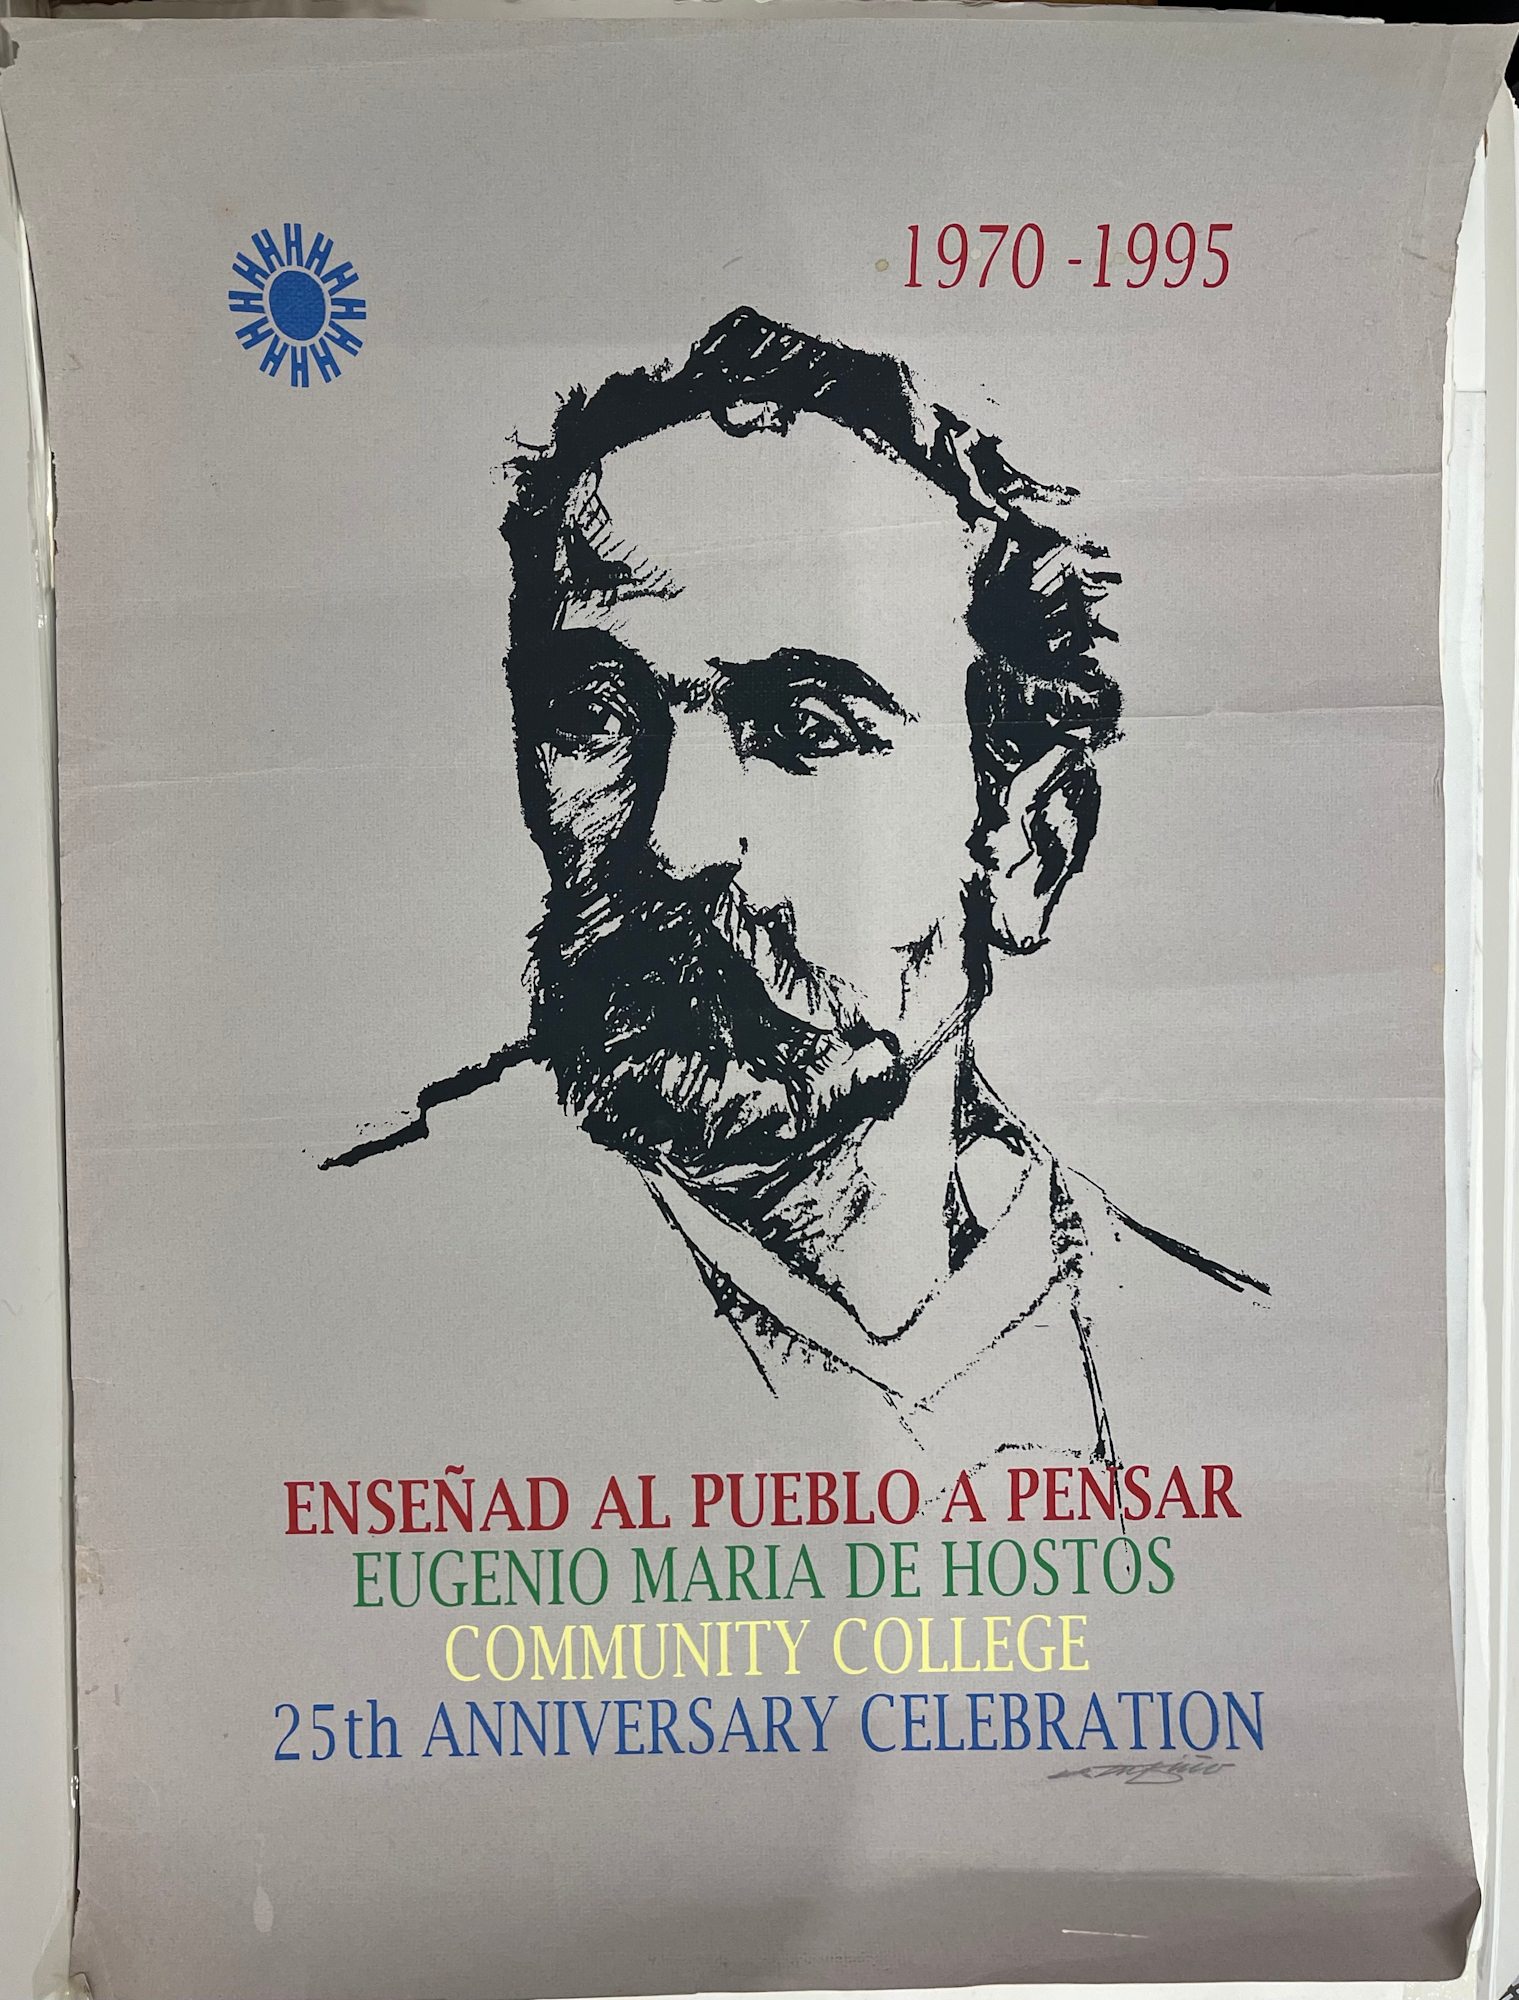 1970 - 1995
ENSEÑAD AL PUEBLO A PENSAR
EUGENIO MARIA DE HOSTOS
COMMUNITY COLLEGE
25th ANNIVERSARY CELEBRATION